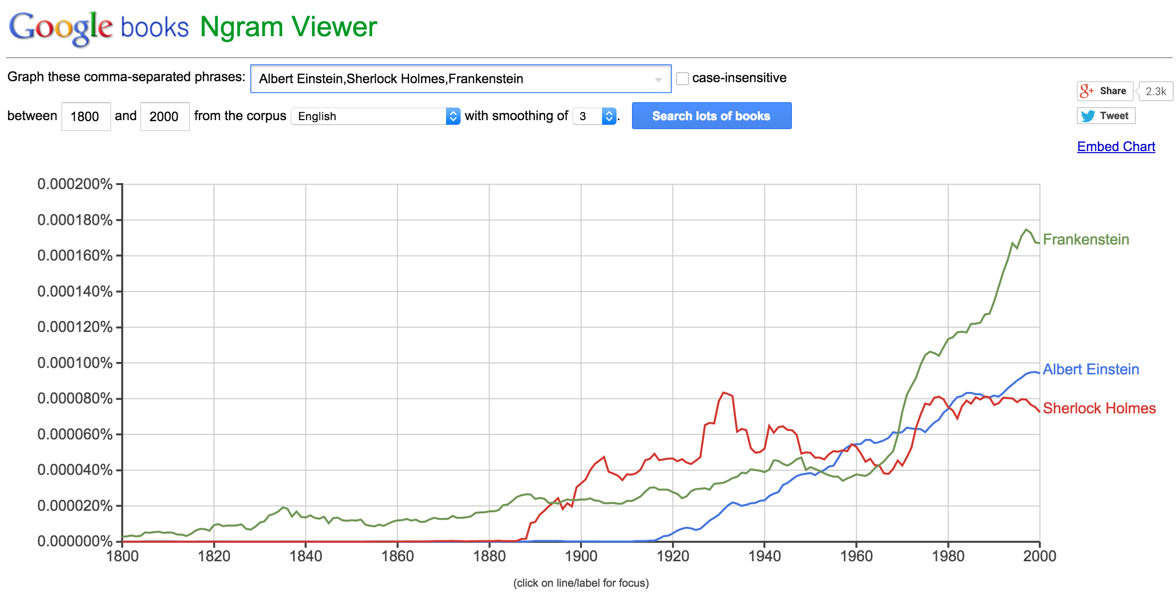 Google books Ngram Viewer
Graph these comma-separated phrases: Albert Einstein,Sherlock Holmes,Frankenstein case-insensitive
between 1800 and 2000 from the corpus English with smoothing of 3 . Search lots of books
g+ Share 2.3k
Tweet
Embed Chart
0.000200%
0.000180%
0.000160%
0.000140%
0.000120%
0.000100%
0.000080%
0.000060%
0.000040%
0.000020%
0.000000%
Frankenstein
Albert Einstein
Sherlock Holmes
1800 1820 1840 1860 1880 1900 1920 1940 1960 1980 2000
(click on line/label for focus)